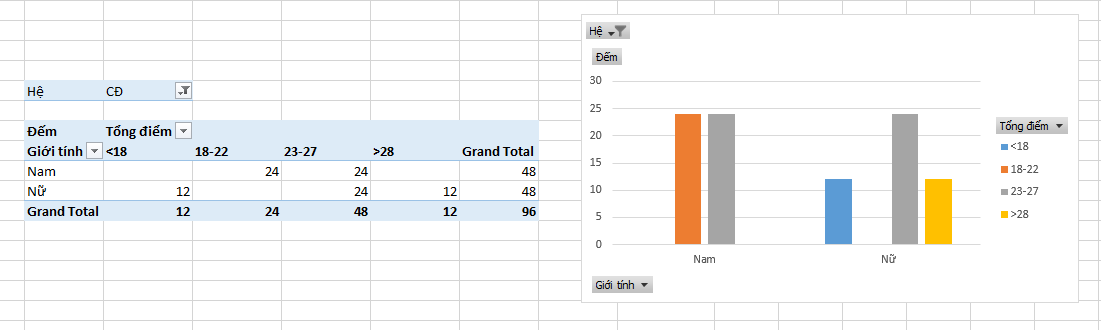 Hệ CĐ
Đếm Tổng điểm
Giới tính <18 18-22 23-27 >28 Grand Total
Nam 24 24 48
Nữ 12 24 12 48
Grand Total 12 24 48 12 96
Hệ
Đếm
30
25
20
15
10
5
0
Nam Nữ
Giới tính
Tổng điểm
<18
18-22
23-27
>28